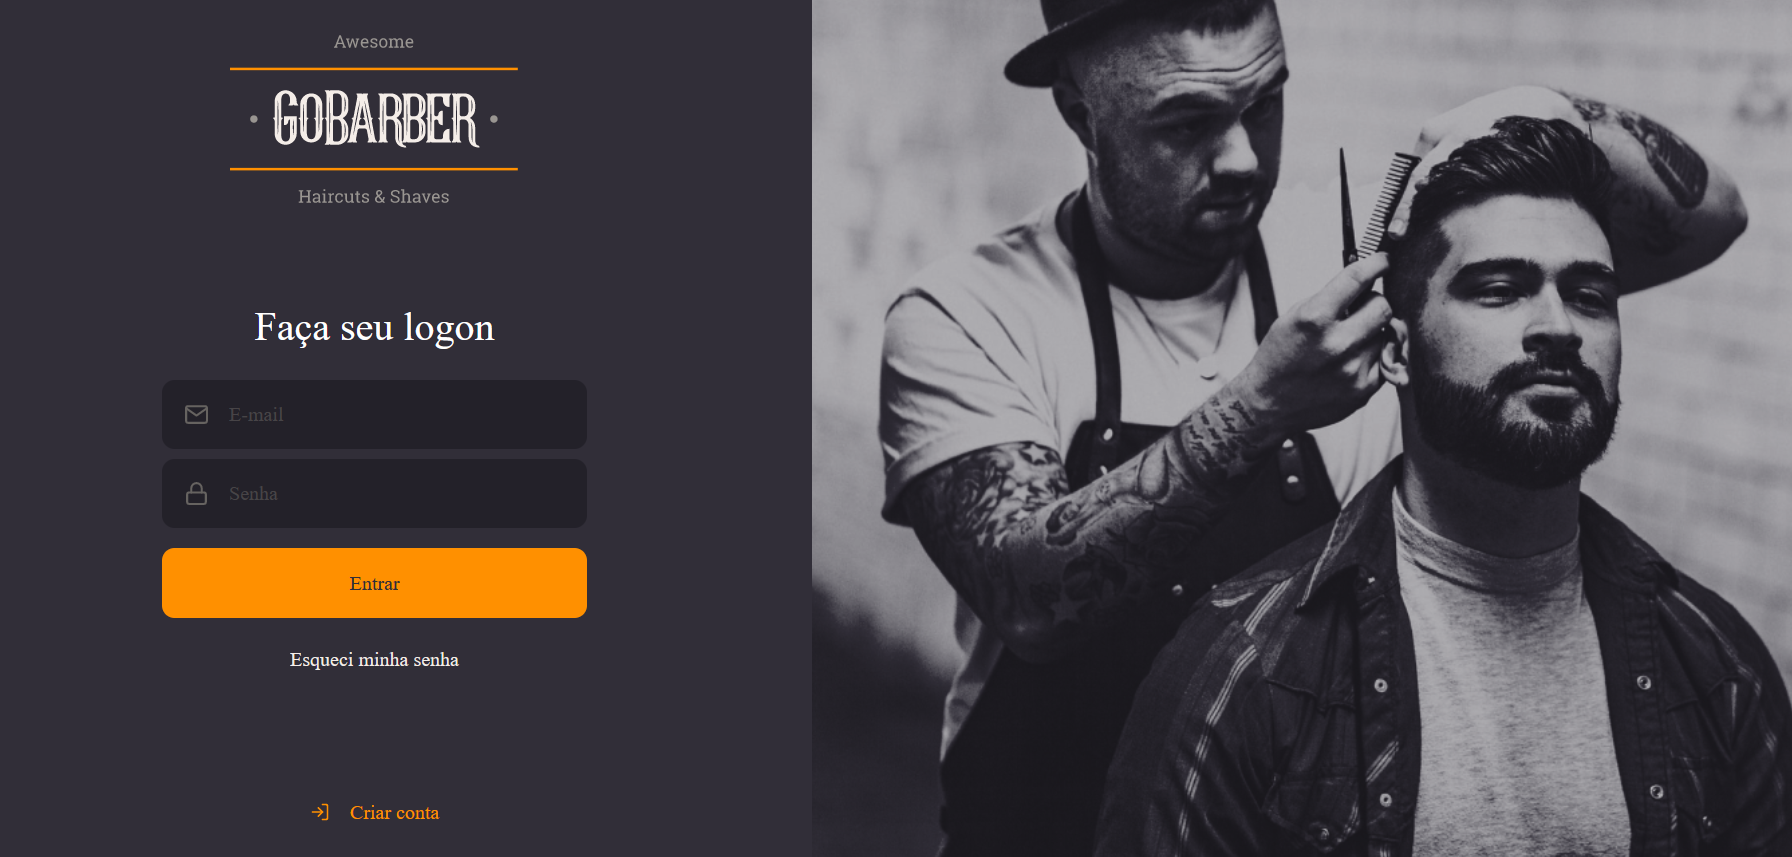 Awesome
• GOBARBER •
Haircuts & Shaves
Faça seu logon
E-mail
Senha
Entrar
Esqueci minha senha
Criar conta